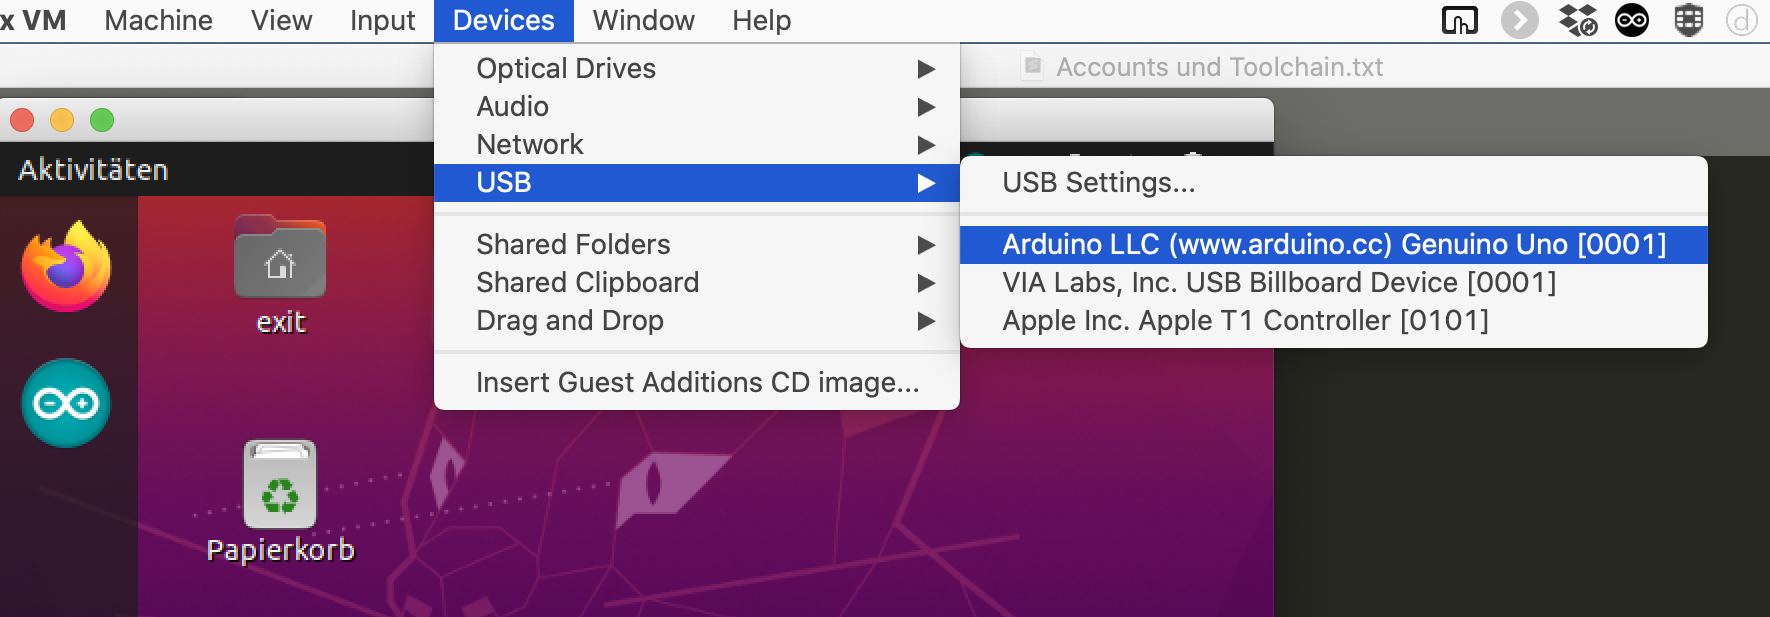 x VM Machine View Input Devices Window Help
Accounts und Toolchain.txt
Optical Drives
Audio
Network
USB
Shared Folders
Shared Clipboard
Drag and Drop
Insert Guest Additions CD image...
USB Settings...
Arduino LLC (www.arduino.cc) Genuino Uno [0001]
VIA Labs, Inc. USB Billboard Device [0001]
Apple Inc. Apple T1 Controller [0101]
Aktivitäten
exit
Papierkorb